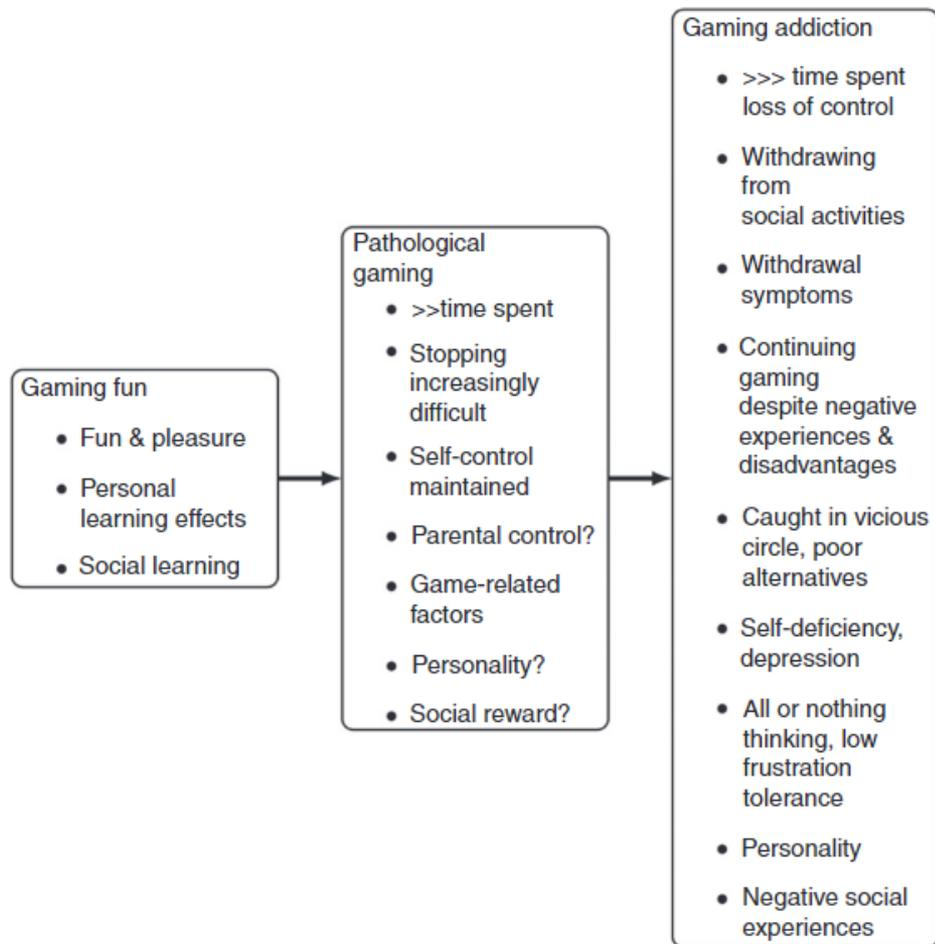 Gaming fun
• Fun & pleasure
• Personal
learning effects
• Social learning
Pathological
gaming
• >>time spent
• Stopping
increasingly
difficult
• Self-control
maintained
• Parental control?
• Game-related
factors
• Personality?
• Social reward?
Gaming addiction
• >>> time spent
loss of control
• Withdrawing
from
social activities
• Withdrawal
symptoms
• Continuing
gaming
despite negative
experiences &
disadvantages
• Caught in vicious
circle, poor
alternatives
• Self-deficiency,
depression
• All or nothing
thinking, low
frustration
tolerance
• Personality
• Negative social
experiences